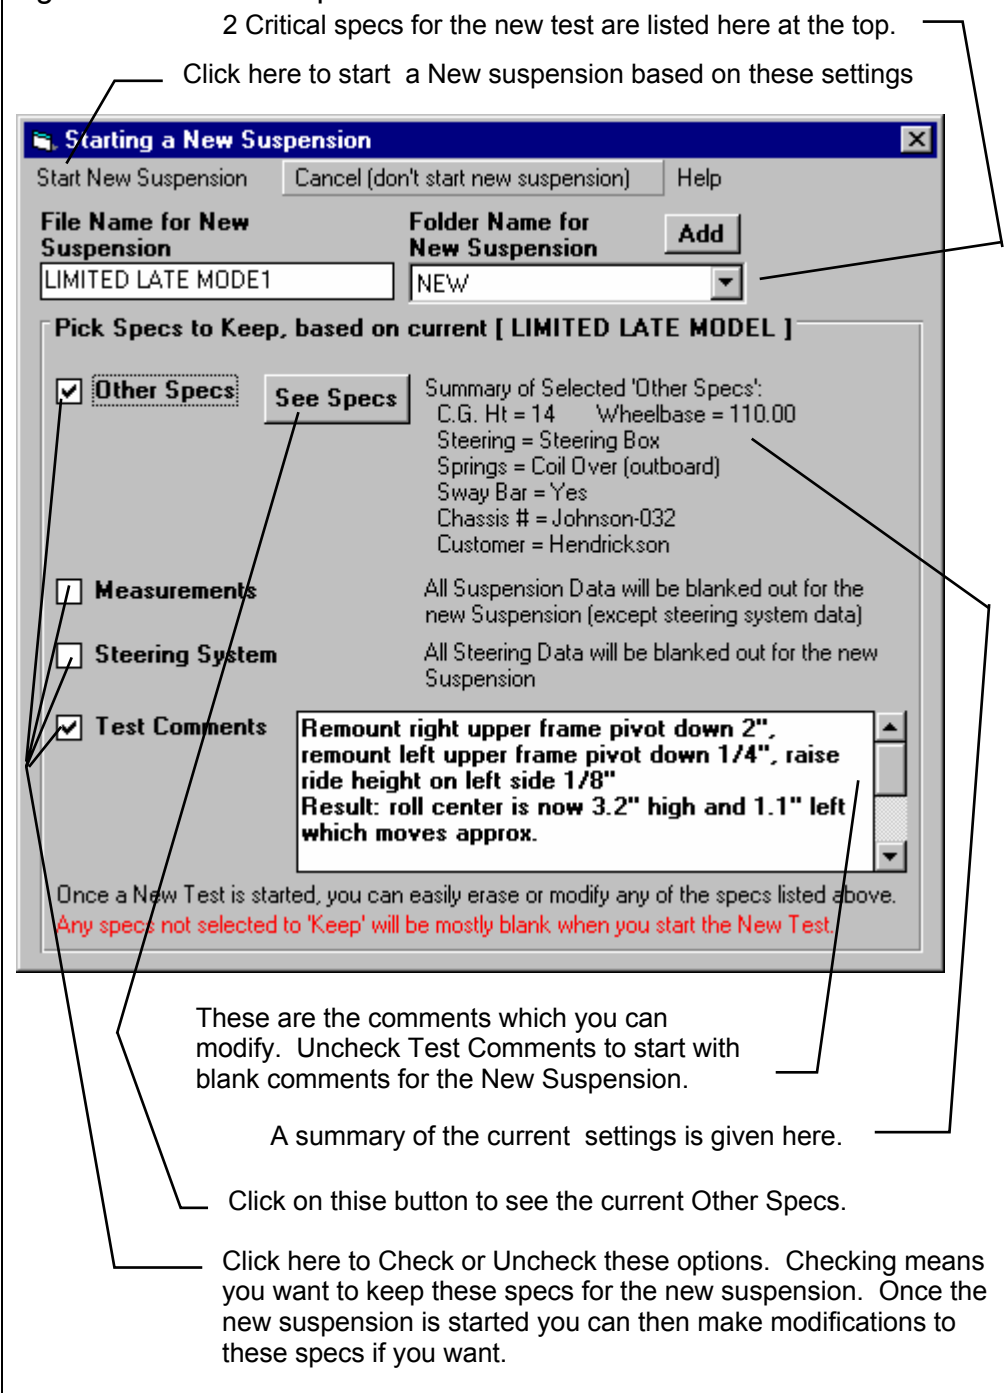 2 Critical specs for the new test are listed here at the top.
Click here to start  a New suspension based on these settings
Starting a New Suspension
Start New Suspension Cancel (don't start new suspension) Help
File Name for New
Suspension
Folder Name for
New Suspension
Add
LIMITED LATE MODE1
NEW
Pick Specs to Keep, based on current [ LIMITED LATE MODEL ]
Other Specs
See Specs
Summary of Selected 'Other Specs':
C.G. Ht = 14 Wheelbase = 110.00
Steering = Steering Box
Springs = Coil Over (outboard)
Sway Bar = Yes
Chassis # = Johnson-032
Customer = Hendrickson
Measurements
All Suspension Data will be blanked out for the
new Suspension (except steering system data)
Steering System
All Steering Data will be blanked out for the new
Suspension
Test Comments
Remount right upper frame pivot down 2",
remount left upper frame pivot down 1/4", raise
ride height on left side 1/8"
Result: roll center is now 3.2" high and 1.1" left
which moves approx.
Once a New Test is started, you can easily erase or modify any of the specs listed above.
Any specs not selected to 'Keep' will be mostly blank when you start the New Test.
These are the comments which you can
modify.  Uncheck Test Comments to start with
blank comments for the New Suspension.
A summary of the current  settings is given here.
Click on thise button to see the current Other Specs.
Click here to Check or Uncheck these options.  Checking means
you want to keep these specs for the new suspension.  Once the
new suspension is started you can then make modifications to
these specs if you want.